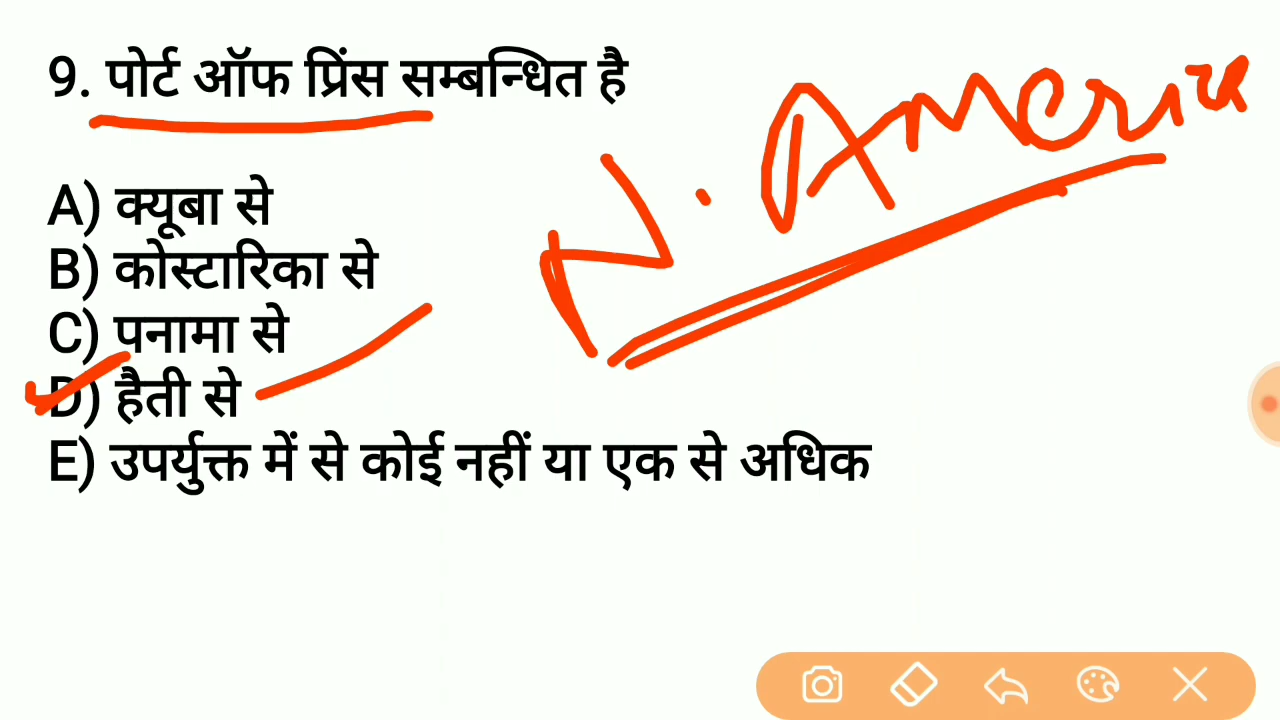 9. पोर्ट ऑफ प्रिंस सम्बन्धित है
N. America
A) क्यूबा से
B) कोस्टारिका से
C) पनामा से
D) हैती से
E) उपर्युक्त में से कोई नहीं या एक से अधिक